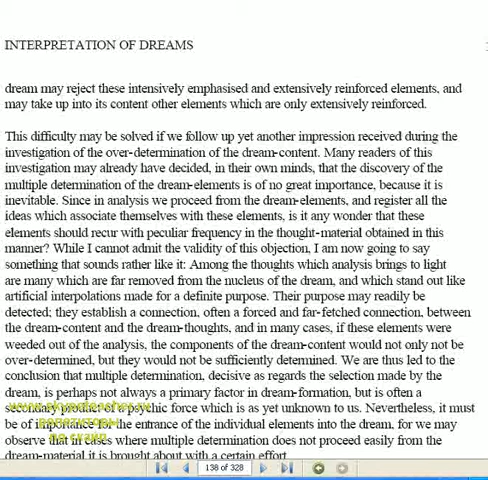 INTERPRETATION OF DREAMS
dream may reject these intensively emphasised and extensively reinforced elements, and
may take up into its content other elements which are only extensively reinforced.
This difficulty may be solved if we follow up yet another impression received during the
investigation of the over-determination of the dream-content. Many readers of this
investigation may already have decided, in their own minds, that the discovery of the
multiple determination of the dream-elements is of no great importance, because it is
inevitable. Since in analysis we proceed from the dream-elements, and register all the
ideas which associate themselves with these elements, is it any wonder that these
elements should recur with peculiar frequency in the thought-material obtained in this
manner? While I cannot admit the validity of this objection, I am now going to say
something that sounds rather like it: Among the thoughts which analysis brings to light
are many which are far removed from the nucleus of the dream, and which stand out like
artificial interpolations made for a definite purpose. Their purpose may readily be
detected; they establish a connection, often a forced and far-fetched connection, between
the dream-content and the dream-thoughts, and in many cases, if these elements were
weeded out of the analysis, the components of the dream-content would not only not be
over-determined, but they would not be sufficiently determined. We are thus led to the
conclusion that multiple determination, decisive as regards the selection made by the
dream, is perhaps not always a primary factor in dream-formation, but is often a
secondary product of a psychic force which is as yet unknown to us. Nevertheless, it must
be of importance for the entrance of the individual elements into the dream, for we may
observe that in cases where multiple determination does not proceed easily from the
dream-material it is brought about with a certain effort.
репетиторы
по скайп
138 of 328